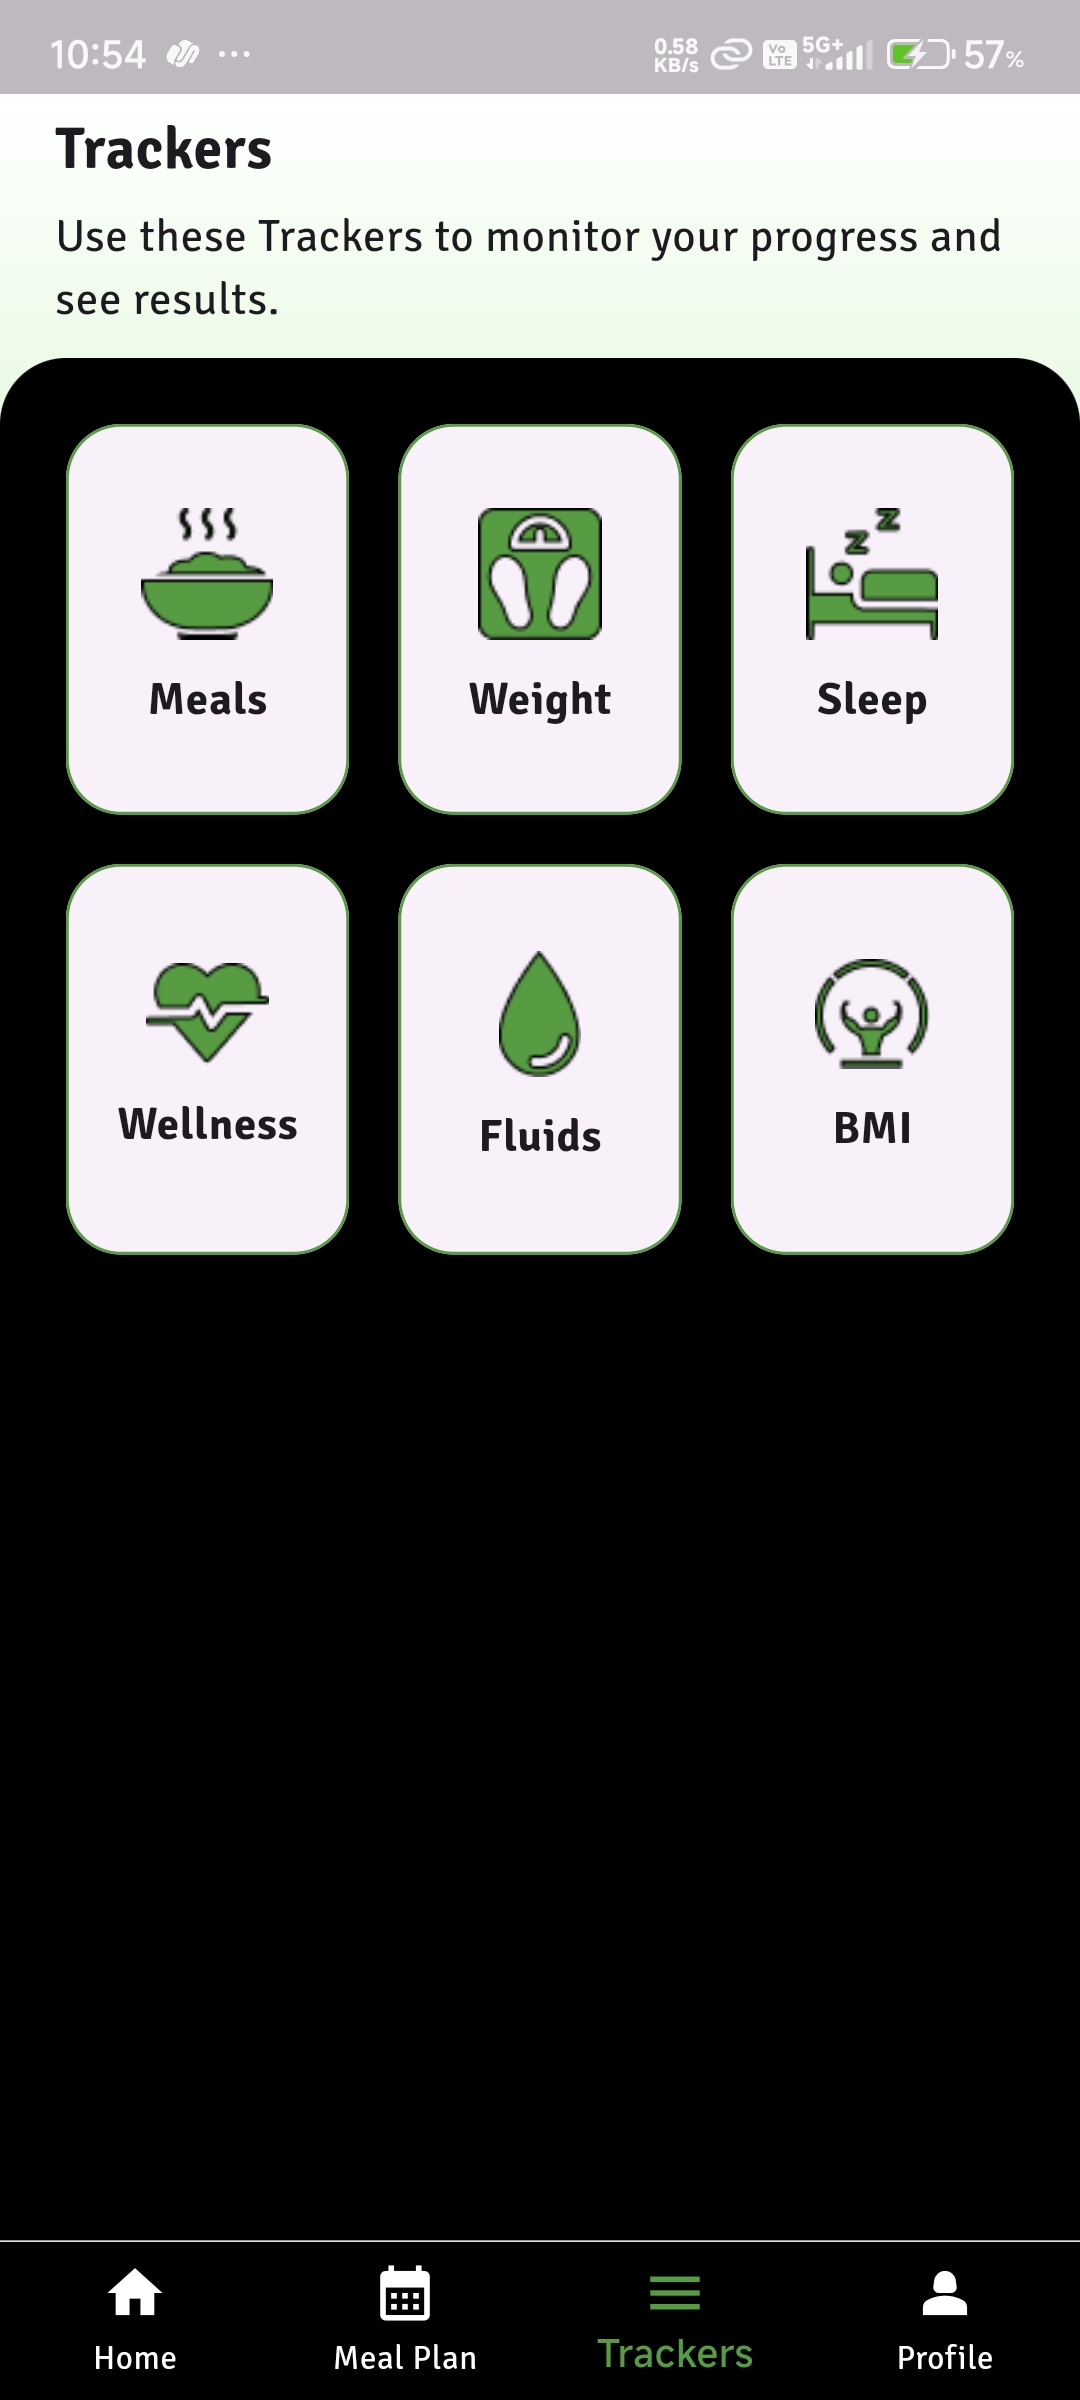 10:54 ... 0.58 KB/s Vo LTE 5G+ 57%
Trackers
Use these Trackers to monitor your progress and
see results.
Meals Weight Sleep
Wellness Fluids BMI
Home Meal Plan Trackers Profile